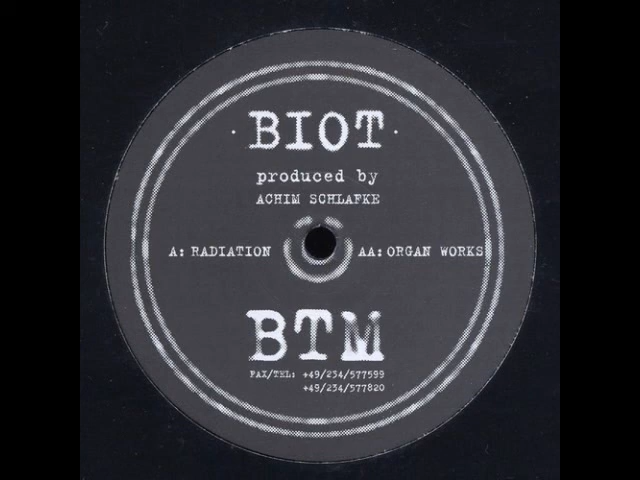 · BIOT ·
produced by
ACHIM SCHLAFKE
A: RADIATION
AA: ORGAN WORKS
BTM
FAX/TEL: +49/234/577599
+49/234/577820